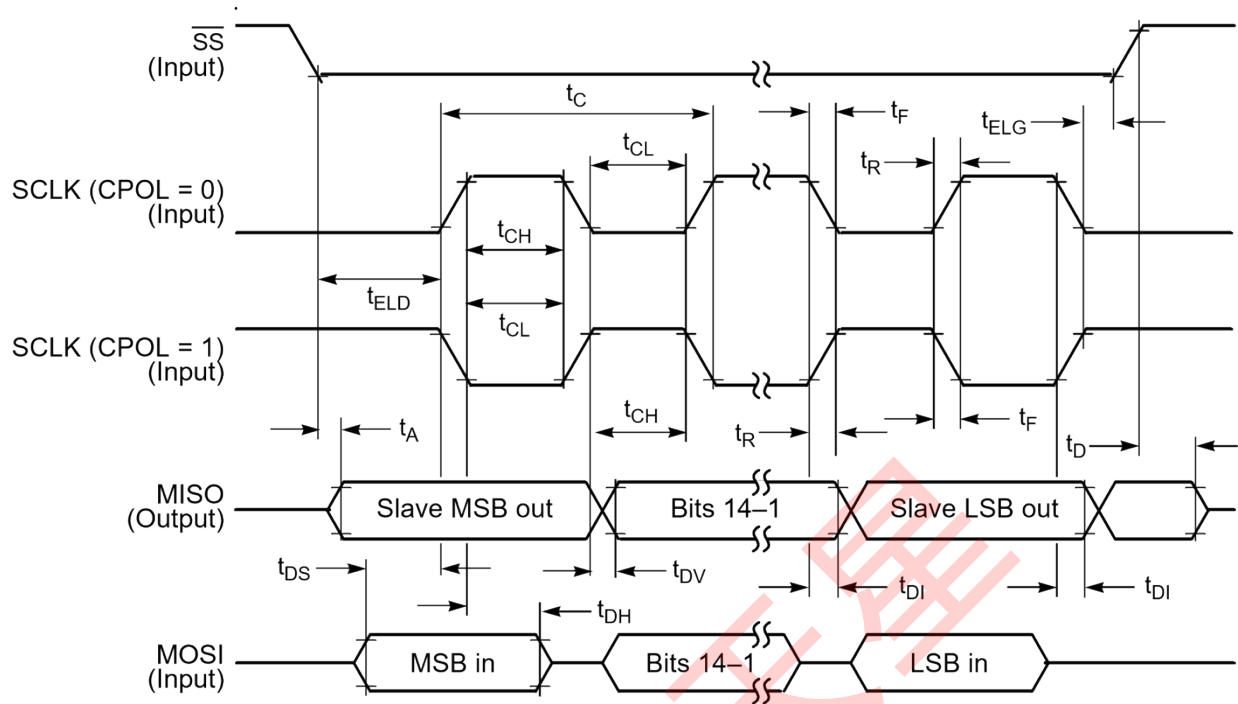 SS
(Input)
tC
tF
tELG
tCL
tR
SCLK (CPOL = 0)
(Input)
tCH
tELD
tCL
SCLK (CPOL = 1)
(Input)
tCH
tA
tR
tF
tD
MISO
(Output)
Slave MSB out
Bits 14–1
Slave LSB out
tDS
tDV
tDI
tDI
tDH
MOSI
(Input)
MSB in
Bits 14–1
LSB in
星